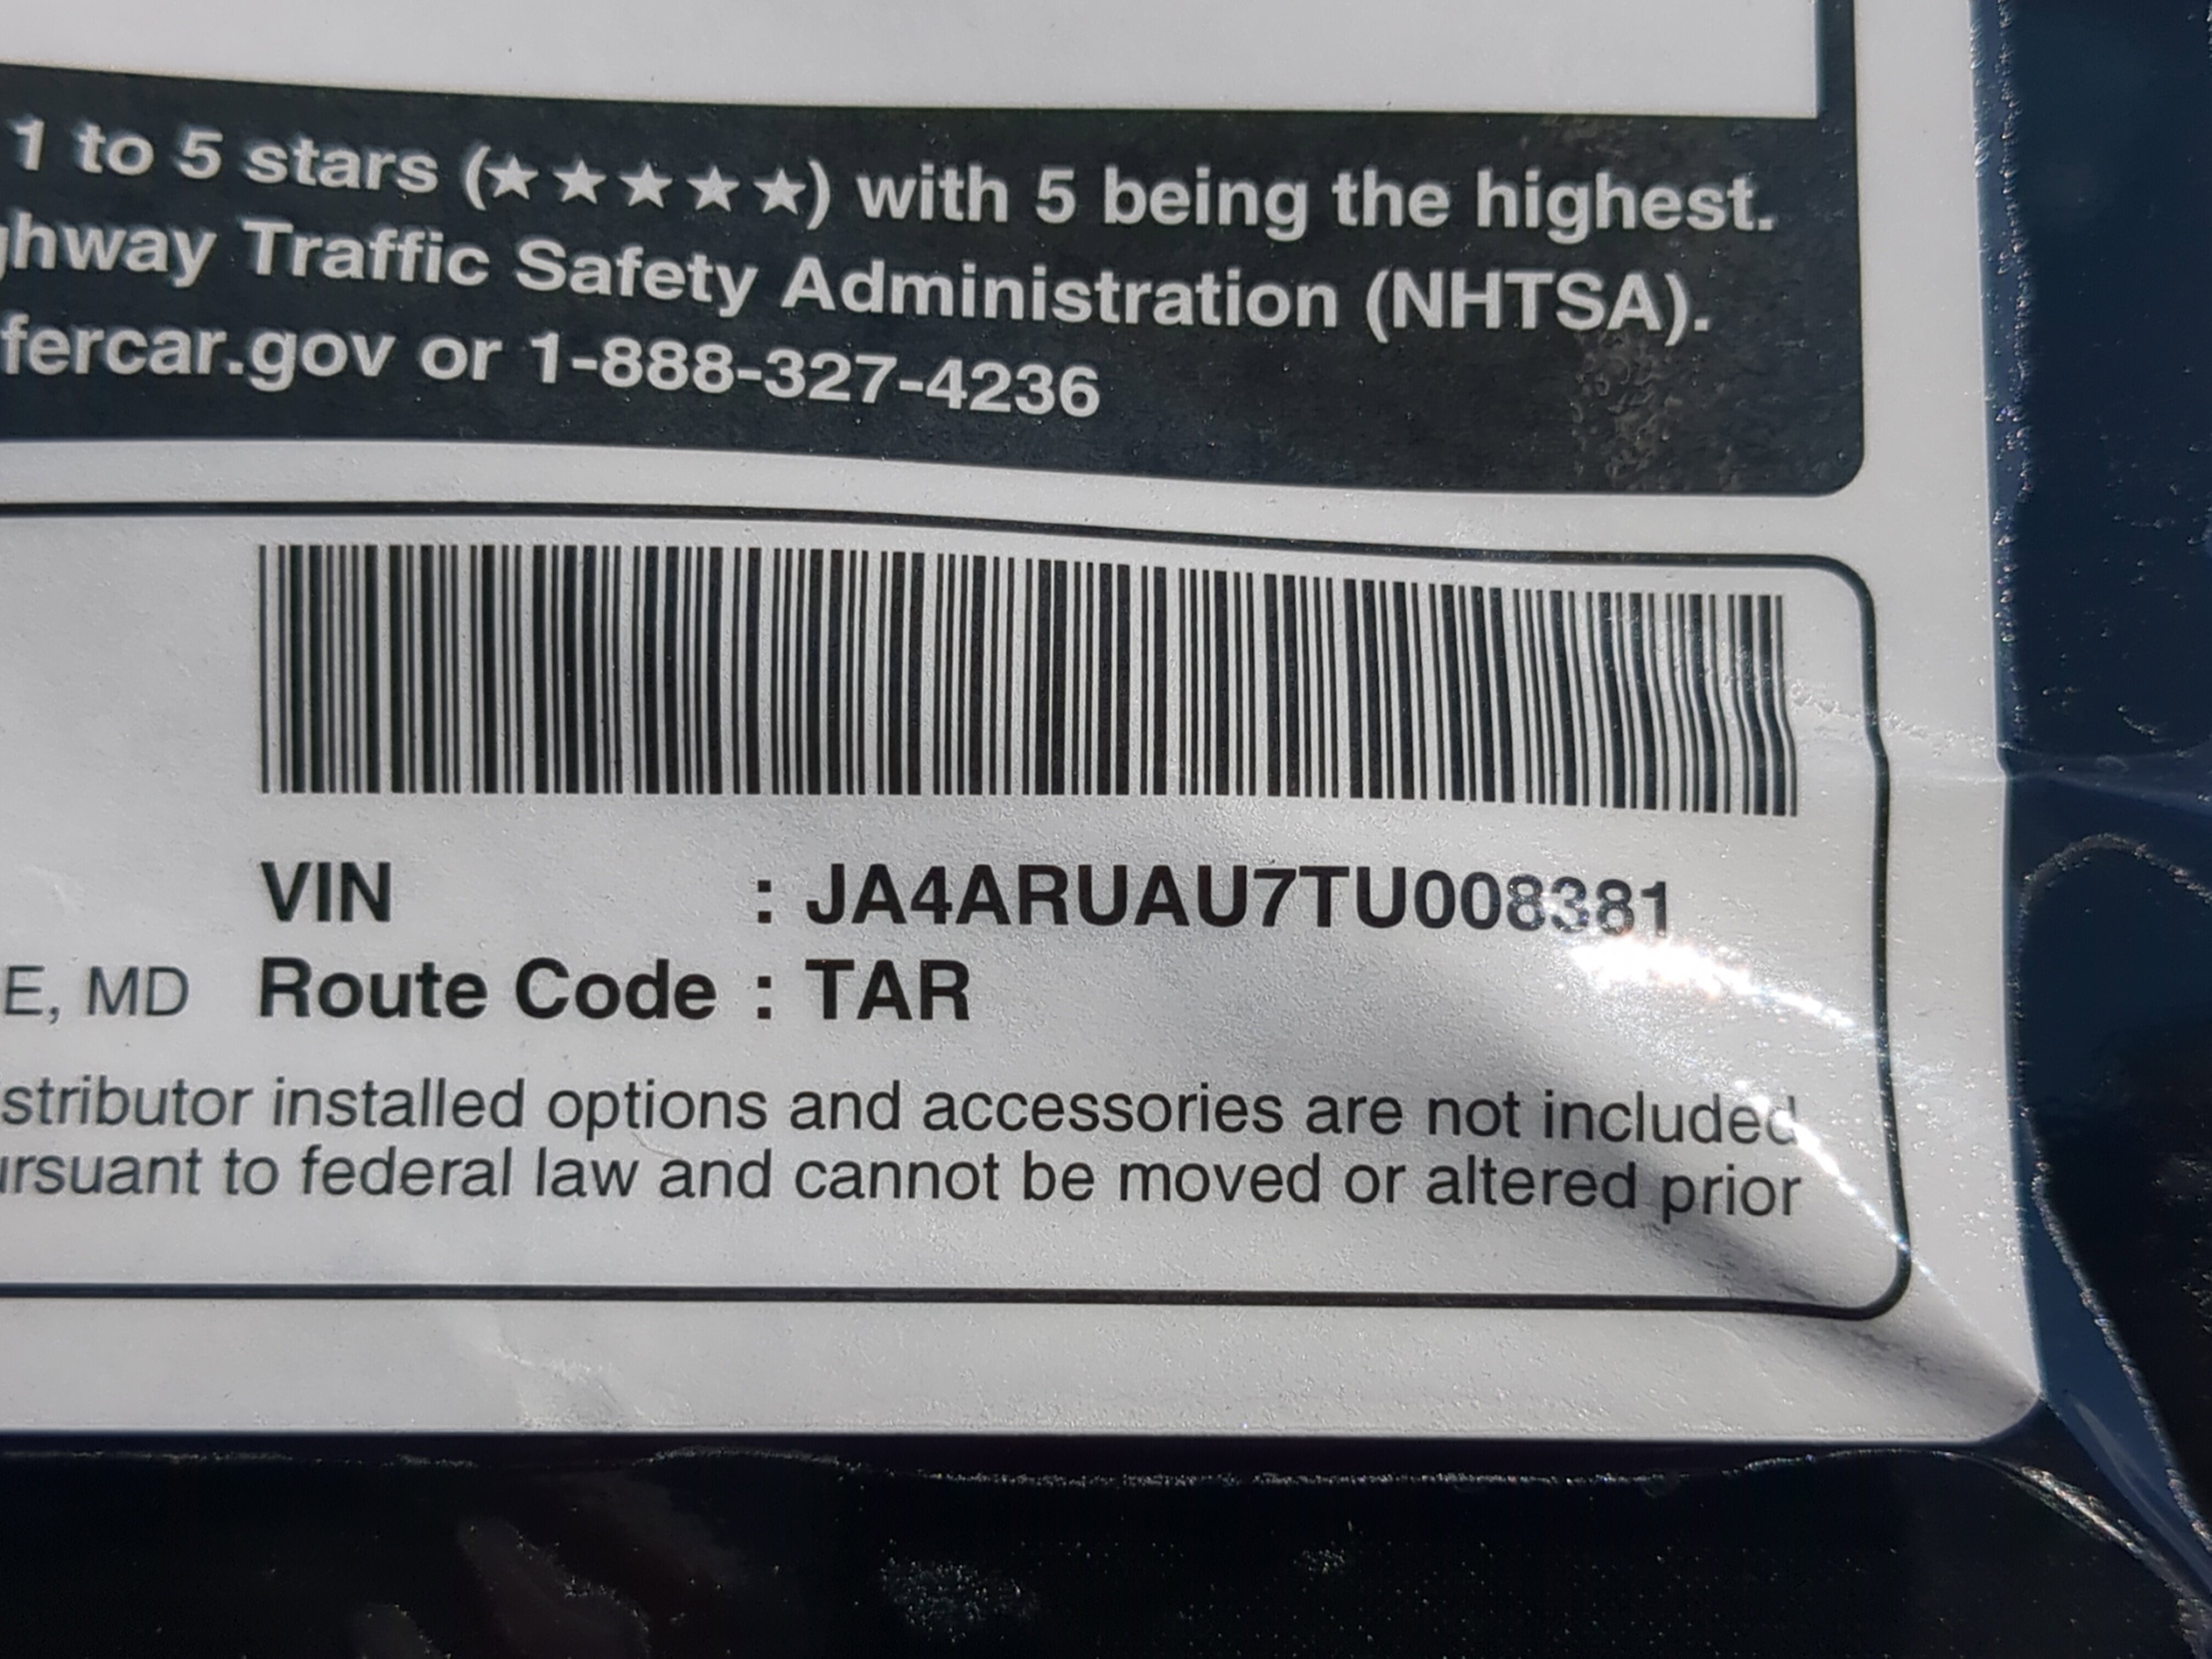 1 to 5 stars (★★★★★) with 5 being the highest.
ghway Traffic Safety Administration (NHTSA).
fercar.gov or 1-888-327-4236
VIN : JA4ARUAU7TU008381
E, MD Route Code : TAR
stributor installed options and accessories are not included
ursuant to federal law and cannot be moved or altered prior